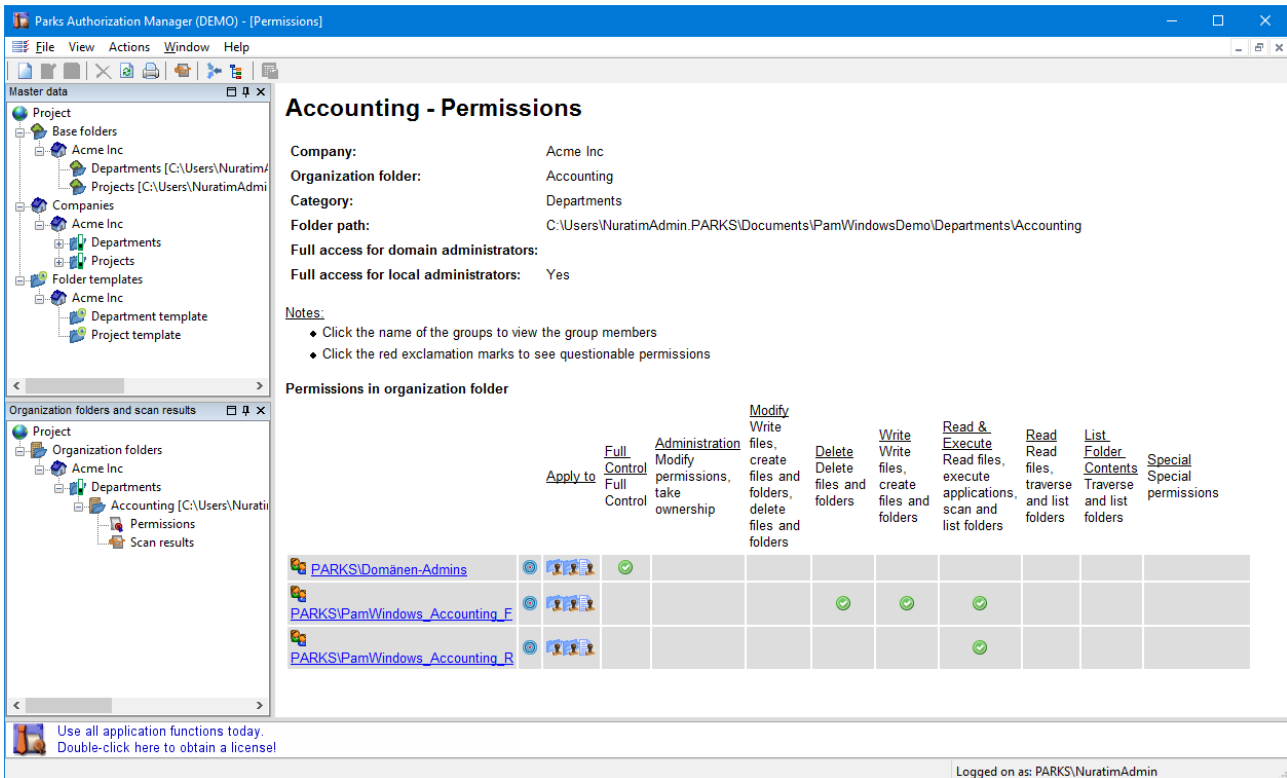 Parks Authorization Manager (DEMO) - [Permissions]
File View Actions Window Help
Master data
Project
Base folders
Acme Inc
Departments [C:\Users\Nuratim
Projects [C:\Users\NuratimAdmi
Companies
Acme Inc
Departments
Projects
Folder templates
Acme Inc
Department template
Project template
Organization folders and scan results
Project
Organization folders
Acme Inc
Departments
Accounting [C:\Users\Nurati
Permissions
Scan results
Accounting - Permissions
Company: Acme Inc
Organization folder: Accounting
Category: Departments
Folder path: C:\Users\NuratimAdmin.PARKS\Documents\PamWindowsDemo\Departments\Accounting
Full access for domain administrators:
Full access for local administrators: Yes
Notes:
Click the name of the groups to view the group members
Click the red exclamation marks to see questionable permissions
Permissions in organization folder
Apply to
Full
Control
Full
Control
Administration
Modify
permissions,
take
ownership
Modify
Write
files,
create
files and
folders,
delete
files and
folders
Delete
Delete
files and
folders
Write
Write
files,
create
files and
folders
Read &
Execute
Read files,
execute
applications,
scan and
list folders
Read
Read
files,
traverse
and list
folders
List
Folder
Contents
Traverse
and list
folders
Special
Special
permissions
PARKS\Domänen-Admins
PARKS\PamWindows_Accounting_F
PARKS\PamWindows_Accounting_R
Use all application functions today.
Double-click here to obtain a license!
Logged on as: PARKS\NuratimAdmin